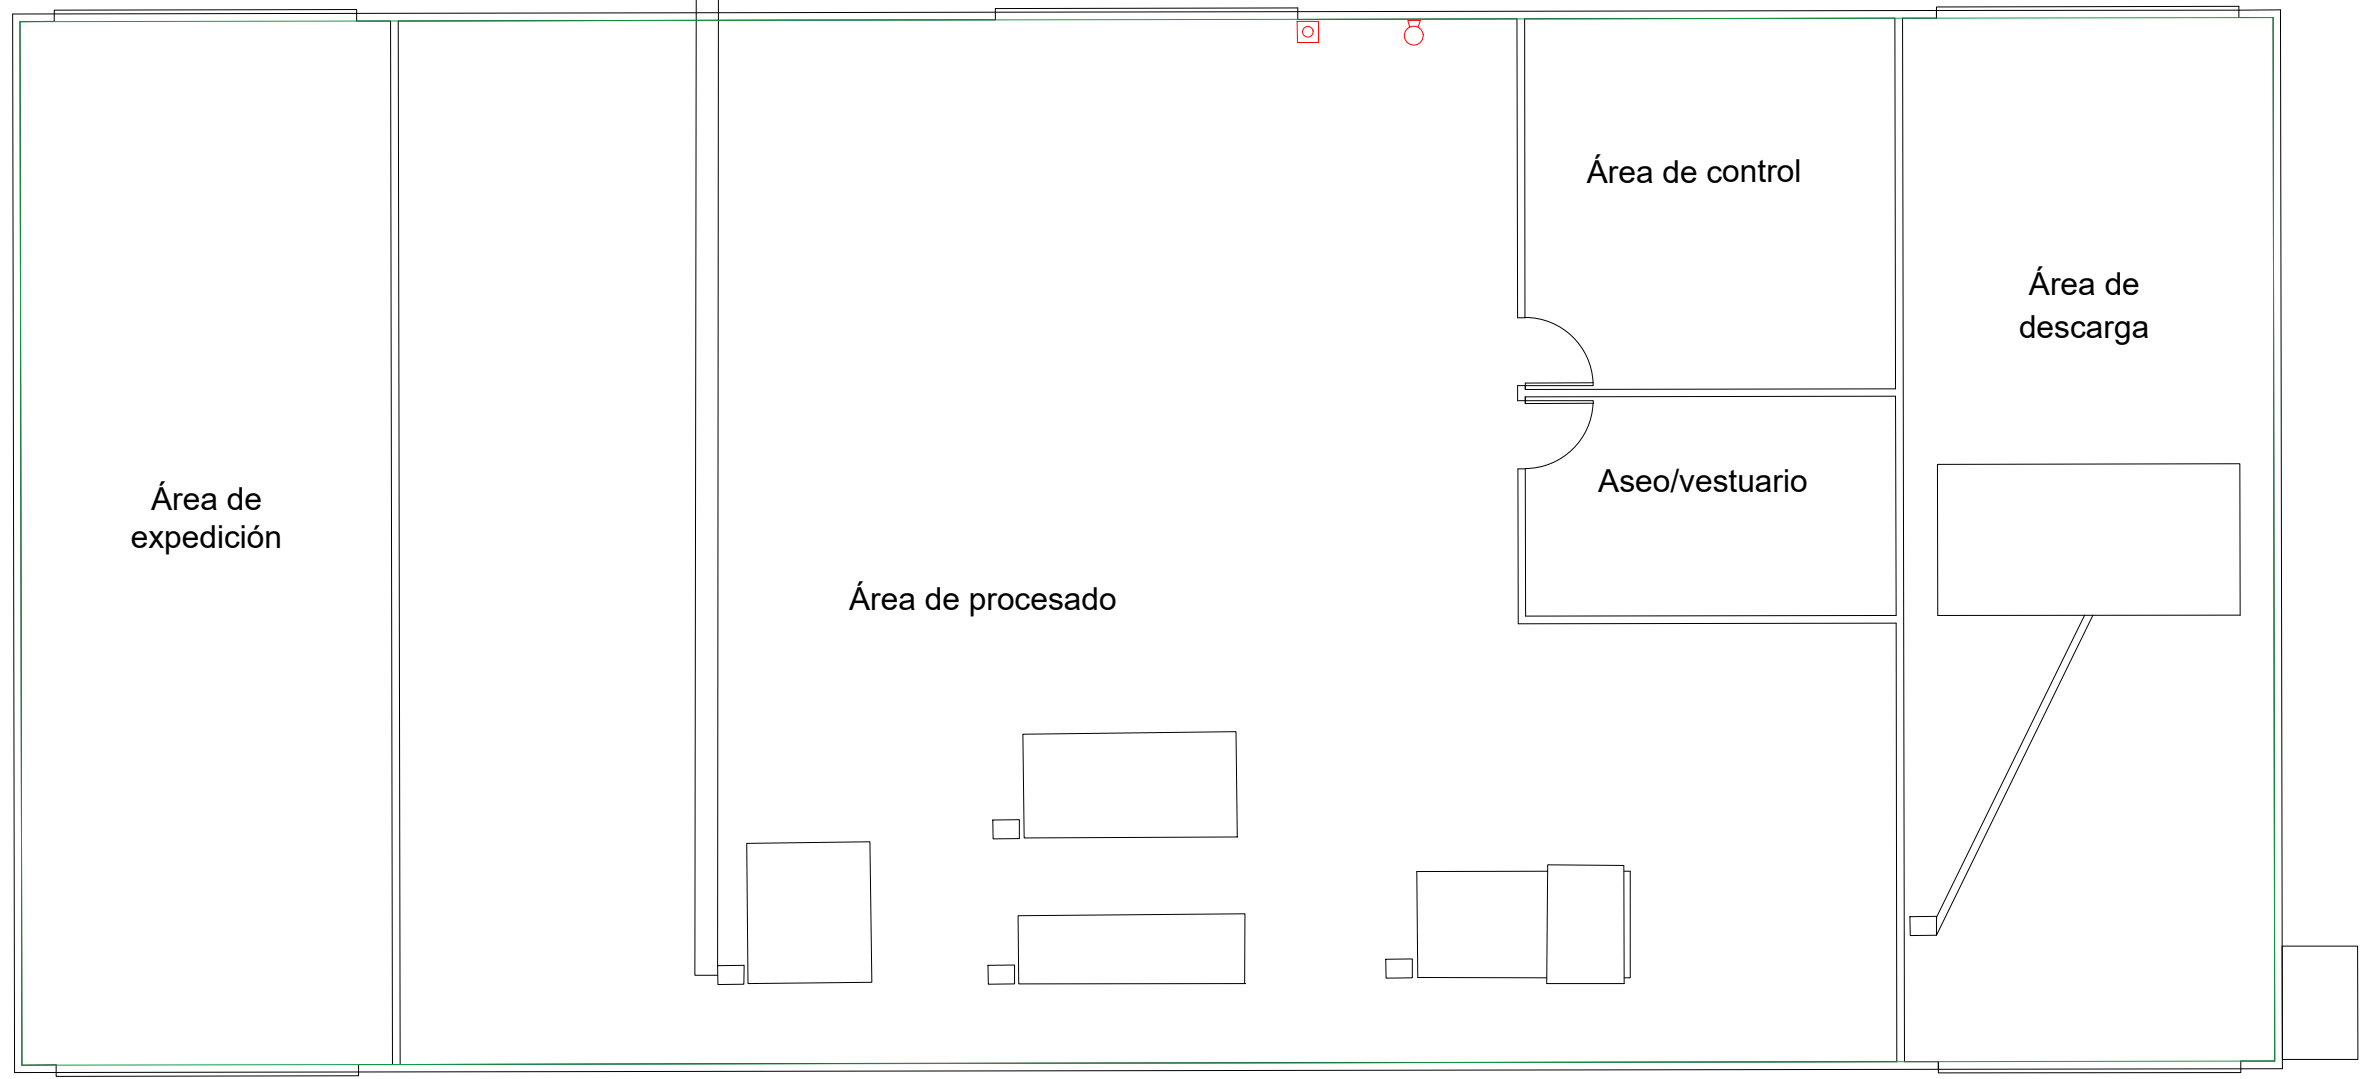 Área de control
Área de
descarga
Aseo/vestuario
Área de
expedición
Área de procesado